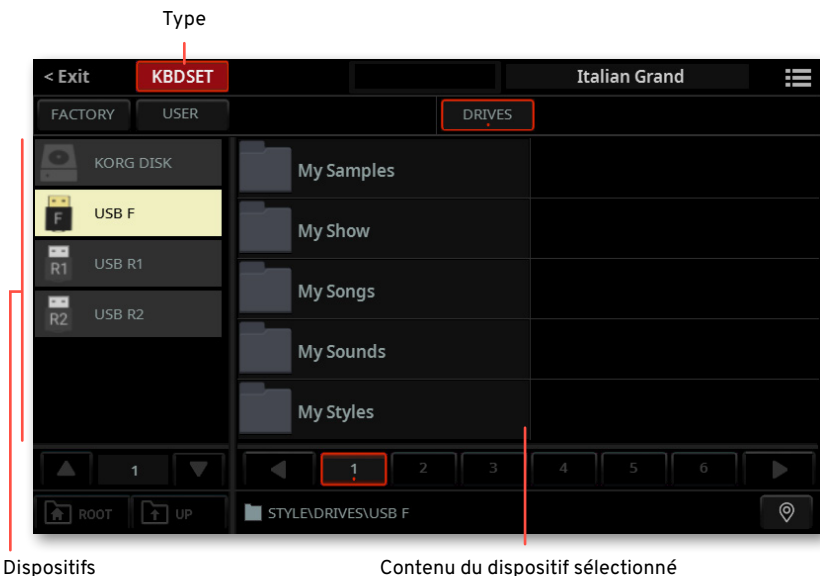 Type
< Exit KBDSET Italian Grand
FACTORY USER DRIVES
KORG DISK
F USB F
R1 USB R1
R2 USB R2
My Samples
My Show
My Songs
My Sounds
My Styles
1 1 2 3 4 5 6
ROOT UP STYLE\DRIVES\USB F
Dispositifs Contenu du dispositif sélectionné